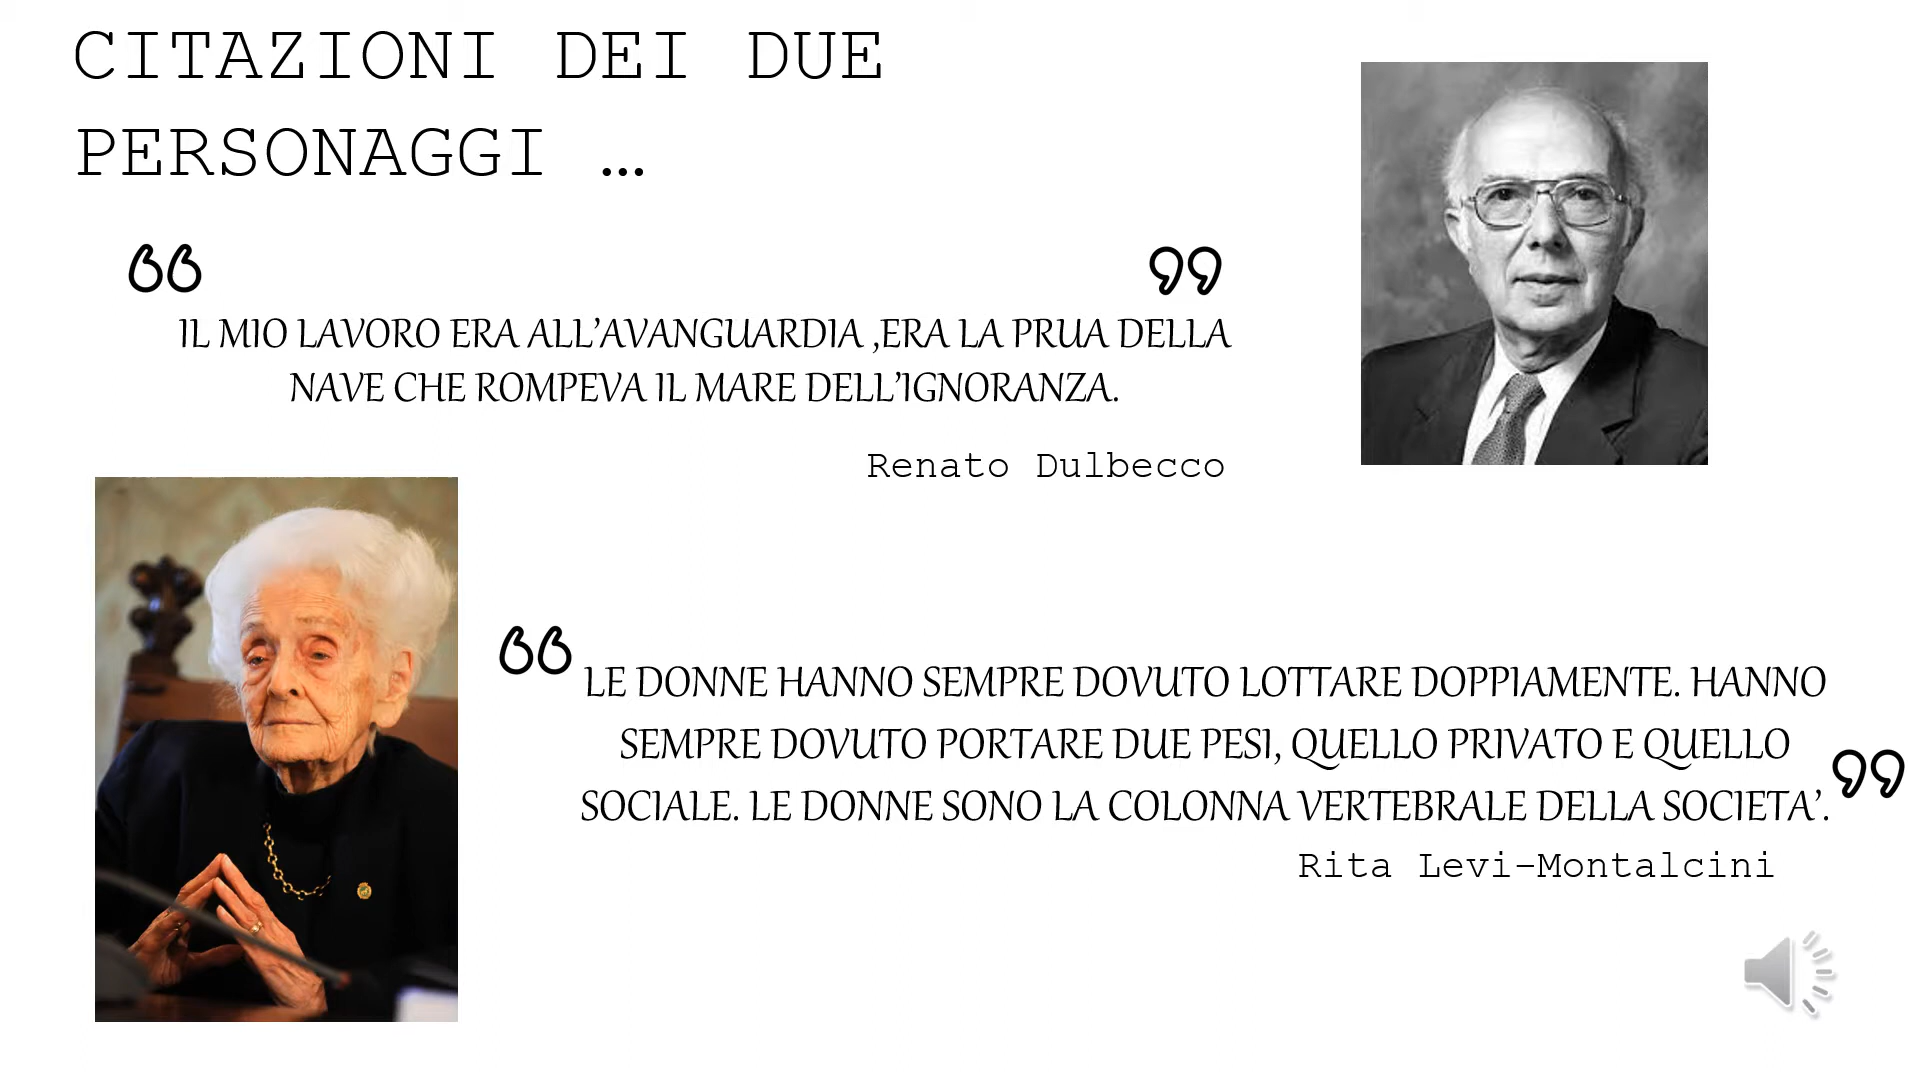 CITAZIONI DEI DUE
PERSONAGGI …
“ ”
IL MIO LAVORO ERA ALL’AVANGUARDIA ,ERA LA PRUA DELLA
NAVE CHE ROMPEVA IL MARE DELL’IGNORANZA.
Renato Dulbecco
“ LE DONNE HANNO SEMPRE DOVUTO LOTTARE DOPPIAMENTE. HANNO
SEMPRE DOVUTO PORTARE DUE PESI, QUELLO PRIVATO E QUELLO
SOCIALE. LE DONNE SONO LA COLONNA VERTEBRALE DELLA SOCIETA’. ”
Rita Levi-Montalcini